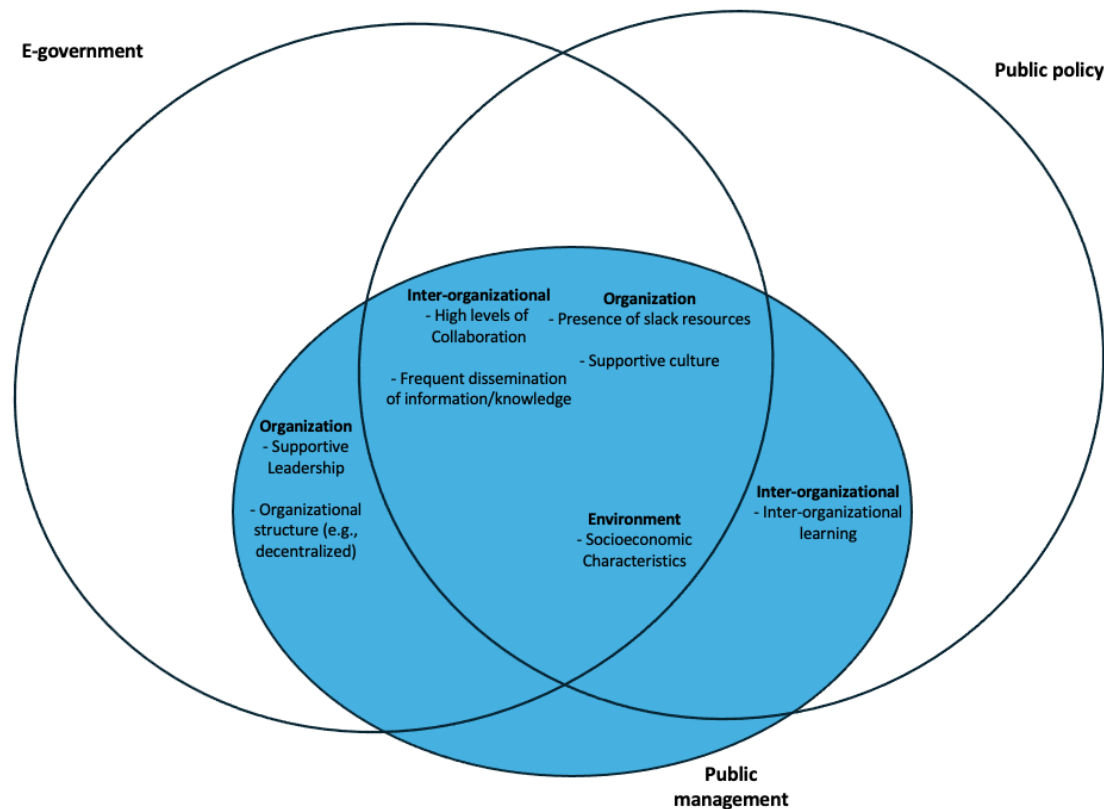 E-government
Public policy
Inter-organizational
- High levels of
Collaboration
- Frequent dissemination
of information/knowledge
Organization
- Presence of slack resources
- Supportive culture
Organization
- Supportive
Leadership
- Organizational
structure (e.g.,
decentralized)
Environment
- Socioeconomic
Characteristics
Inter-organizational
- Inter-organizational
learning
Public
management